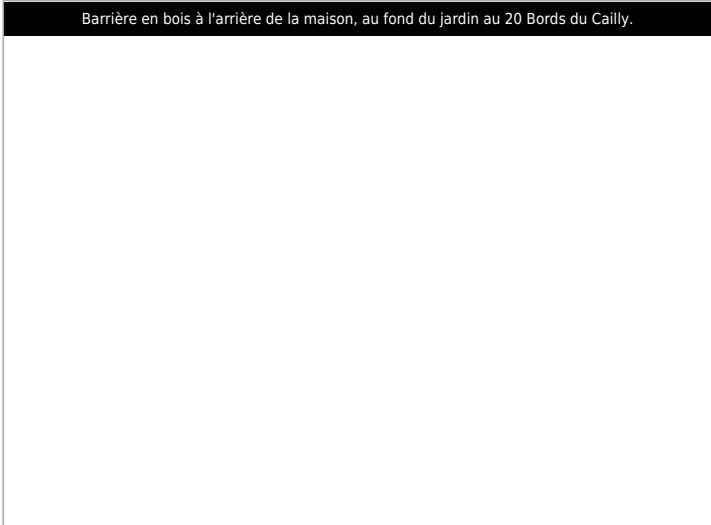 Barrière en bois à l'arrière de la maison, au fond du jardin au 20 Bords du Cailly.